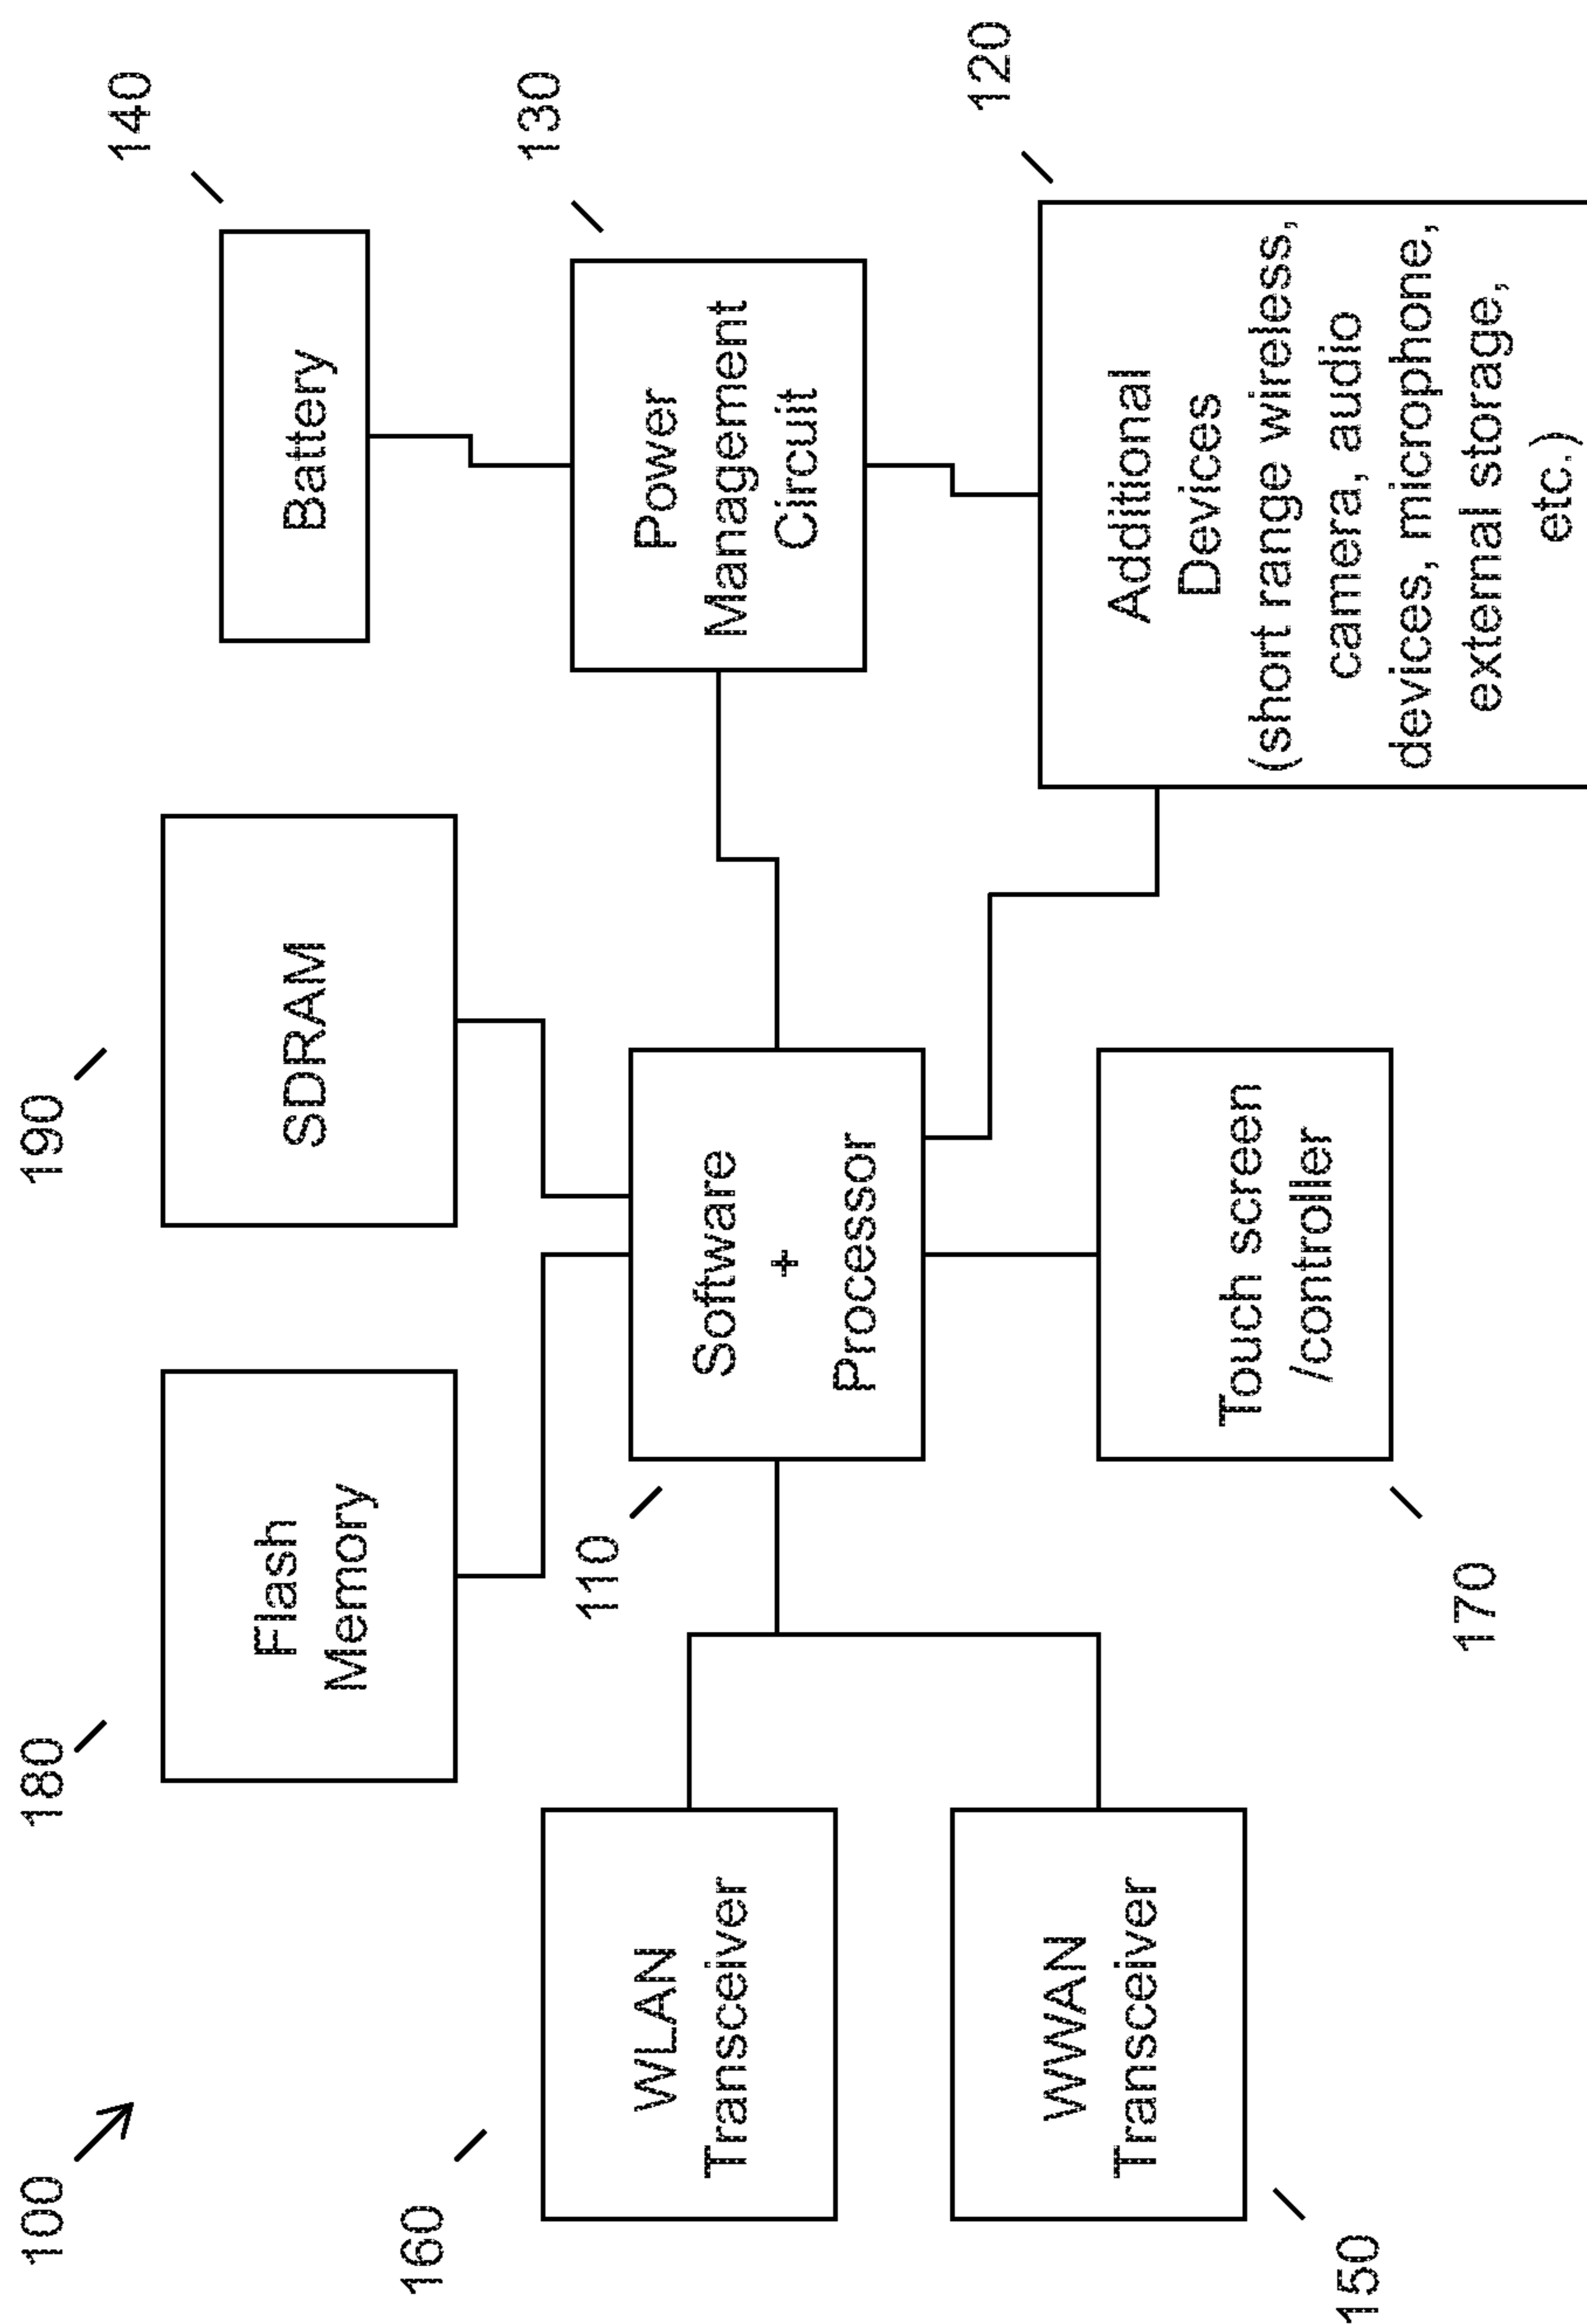 100
180
Flash
Memory
190
SDRAM
140
Battery
160
WLAN
Transceiver
110
Software
+
Processor
130
Power
Management
Circuit
150
WWAN
Transceiver
170
Touch screen
/controller
120
Additional
Devices
(short range wireless,
camera, audio
devices, microphone,
external storage,
etc.)